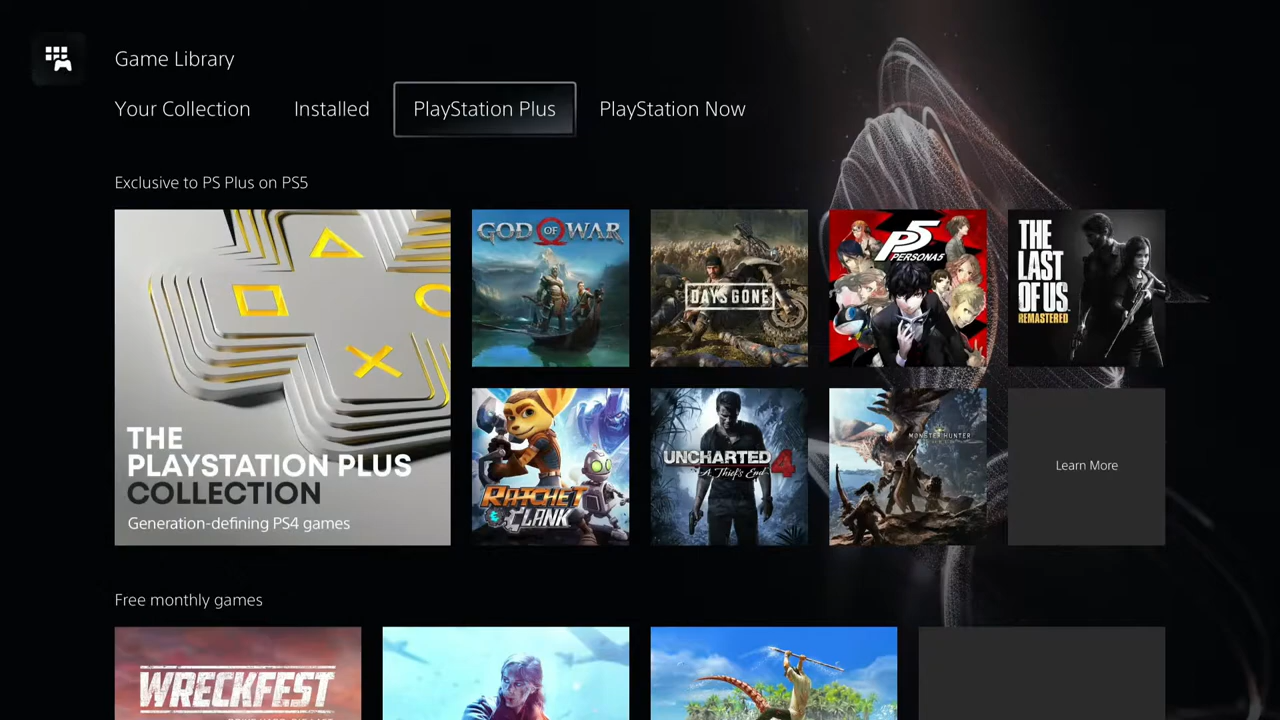 Game Library
Your Collection
Installed
PlayStation Plus
PlayStation Now
Exclusive to PS Plus on PS5
THE
PLAYSTATION PLUS
COLLECTION
Generation-defining PS4 games
GOD OF WAR
DAYS GONE
P5
PERSONA5
THE
LAST
OF US
REMASTERED
RATCHET
CLANK
UNCHARTED 4
A Thief's End
MONSTER HUNTER
Learn More
Free monthly games
WRECKFEST